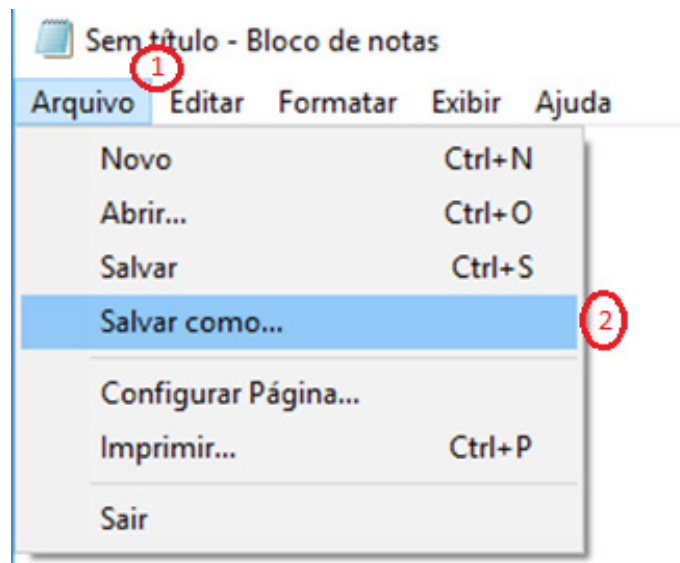 Sem título - Bloco de notas
1
Arquivo Editar Formatar Exibir Ajuda
Novo Ctrl+N
Abrir... Ctrl+O
Salvar Ctrl+S
Salvar como... 2
Configurar Página...
Imprimir... Ctrl+P
Sair